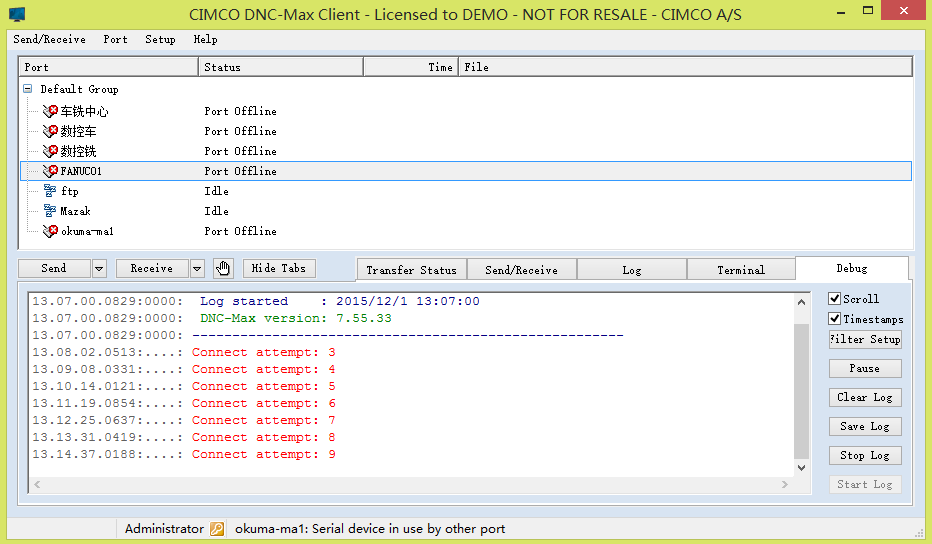 CIMCO DNC-Max Client - Licensed to DEMO - NOT FOR RESALE - CIMCO A/S
Send/Receive Port Setup Help
Port Status Time File
Default Group
车铣中心 Port Offline
数控车 Port Offline
数控铣 Port Offline
FANUC01 Port Offline
ftp Idle
Mazak Idle
okuma-ma1 Port Offline
Send Receive Hide Tabs Transfer Status Send/Receive Log Terminal Debug
13.07.00.0829:0000: Log started : 2015/12/1 13:07:00
13.07.00.0829:0000: DNC-Max version: 7.55.33
13.07.00.0829:0000: ------------------------------------------------------
13.08.02.0513:....: Connect attempt: 3
13.09.08.0331:....: Connect attempt: 4
13.10.14.0121:....: Connect attempt: 5
13.11.19.0854:....: Connect attempt: 6
13.12.25.0637:....: Connect attempt: 7
13.13.31.0419:....: Connect attempt: 8
13.14.37.0188:....: Connect attempt: 9
Scroll
Timestamps
Filter Setup
Pause
Clear Log
Save Log
Stop Log
Start Log
Administrator okuma-ma1: Serial device in use by other port